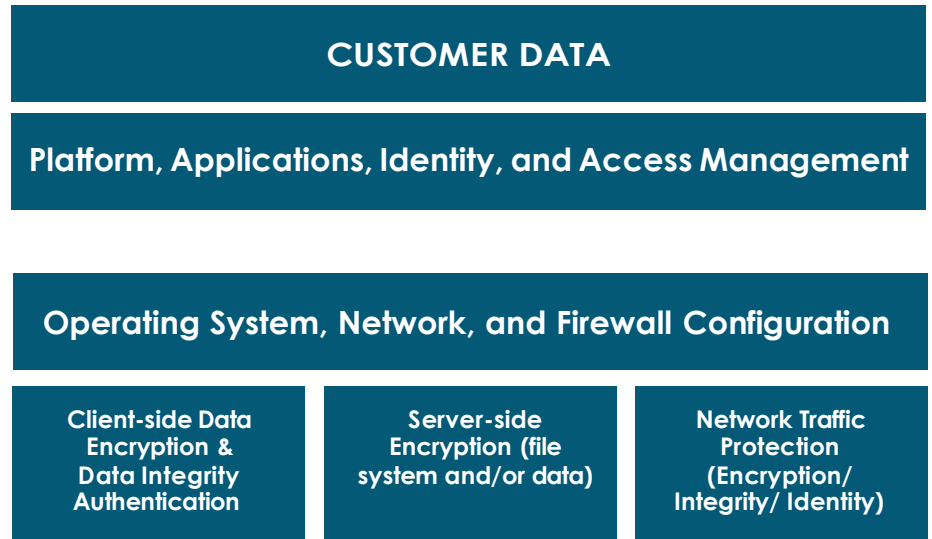 CUSTOMER DATA
Platform, Applications, Identity, and Access Management
Operating System, Network, and Firewall Configuration
Client-side Data
Encryption &
Data Integrity
Authentication
Server-side
Encryption (file
system and/or data)
Network Traffic
Protection
(Encryption/
Integrity/ Identity)